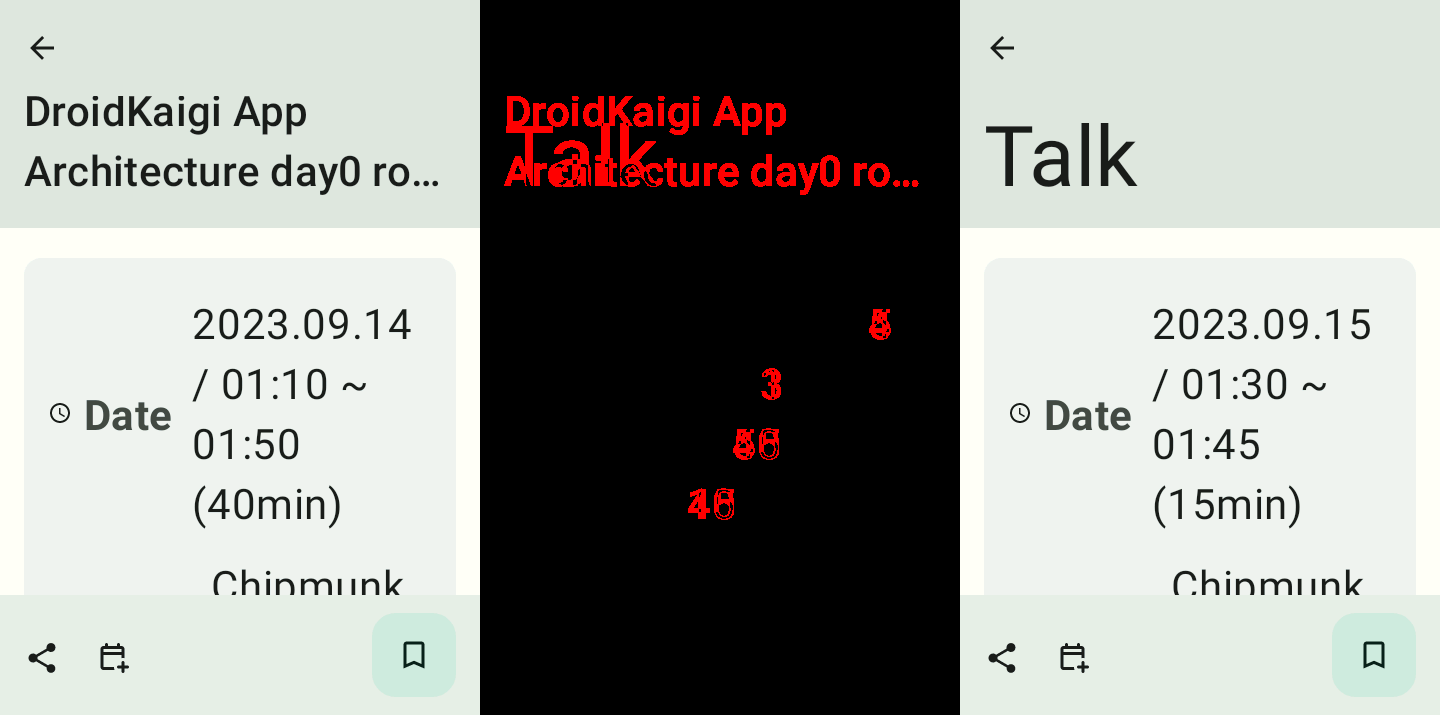 DroidKaigi App
Architecture day0 ro...
Date
2023.09.14
/ 01:10 ~
01:50
(40min)
Chipmunk
DroidKaigi App
Talk
Architecture day0 ro...
Talk
Date
2023.09.15
/ 01:30 ~
01:45
(15min)
Chipmunk